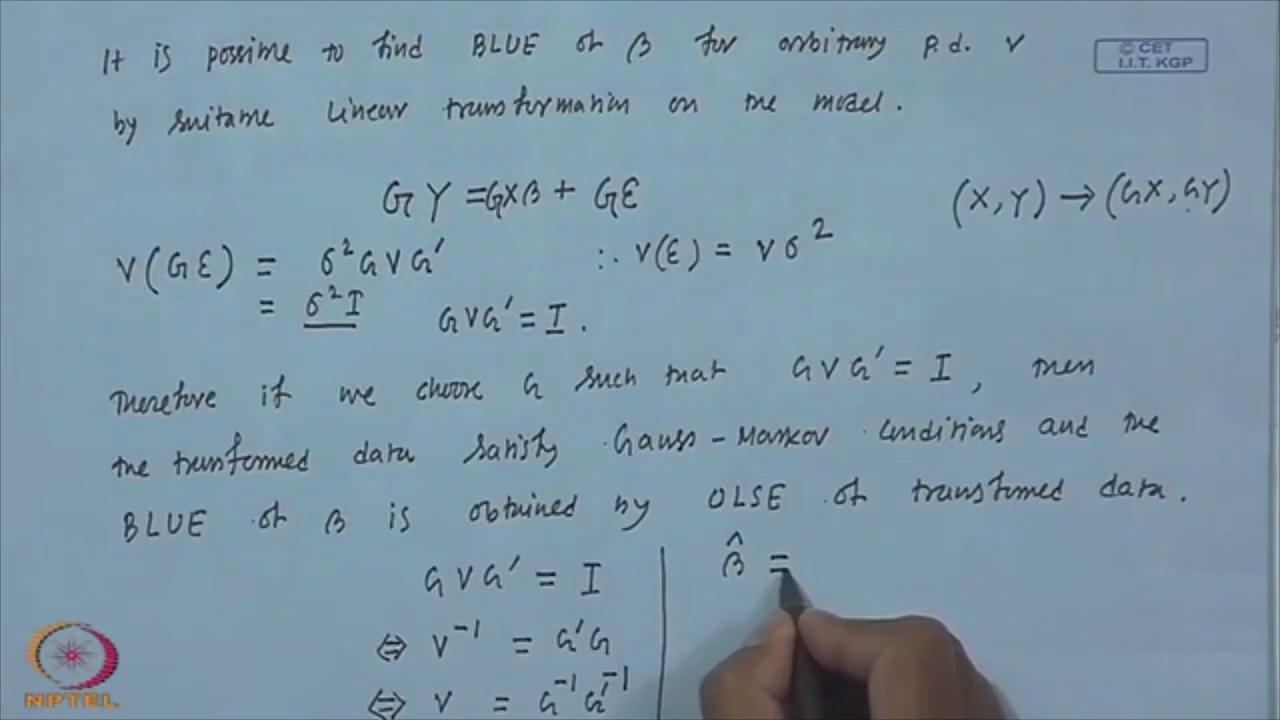 It is possible to find BLUE of β for arbitrary p.d. V
© CET
I.I.T. KGP
by suitable linear transformation on the model.
GY = GXβ + Gε
(X, Y) → (GX, GY)
V(Gε) = σ²GVG′ ∴ V(ε) = Vσ²
= σ²I GVG′ = I.
Therefore if we choose G such that GVG′ = I, then
the transformed data satisfy Gauss-Markov conditions and the
BLUE of β is obtained by OLSE of transformed data.
GVG′ = I
⇔ V⁻¹ = G′G
⇔ V = G⁻¹G′⁻¹
β̂ =
NPTEL